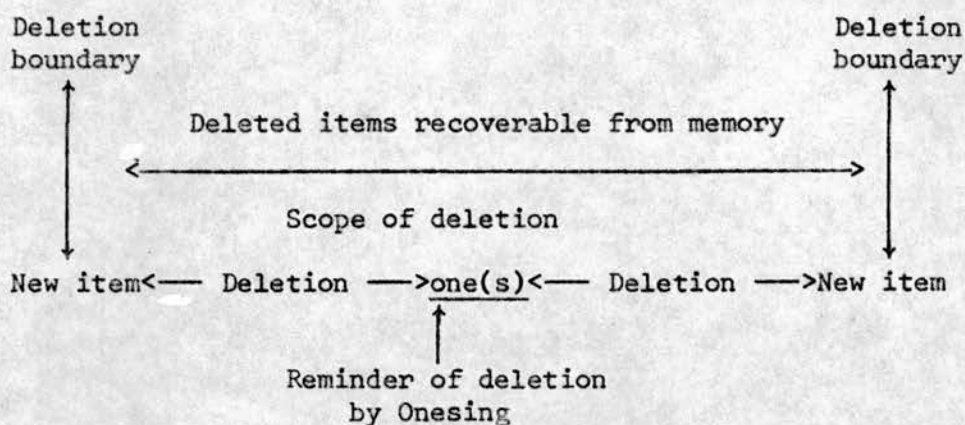 Deletion Deletion
boundary boundary
Deleted items recoverable from memory
Scope of deletion
New item<—— Deletion ——>one(s)<—— Deletion ——>New item
Reminder of deletion
by Onesing